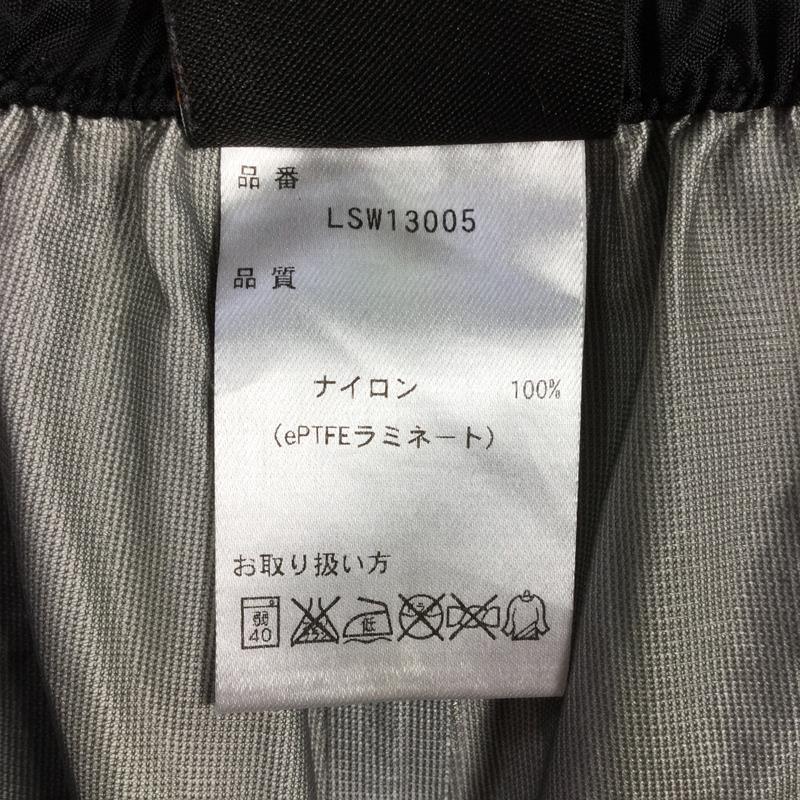 品番
LSW13005
品質
ナイロン 100%
(ePTFEラミネート)
お取り扱い方
弱 40 低